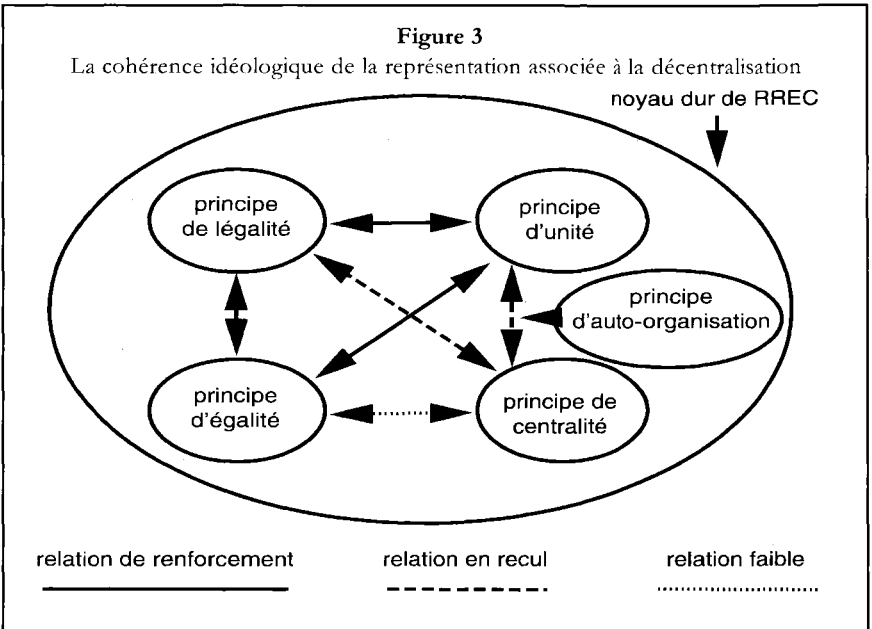 Figure 3
La cohérence idéologique de la représentation associée à la décentralisation
noyau dur de RREC
principe
de légalité
principe
d'unité
principe
d'auto-organisation
principe
d'égalité
principe de
centralité
relation de renforcement
relation en recul
relation faible